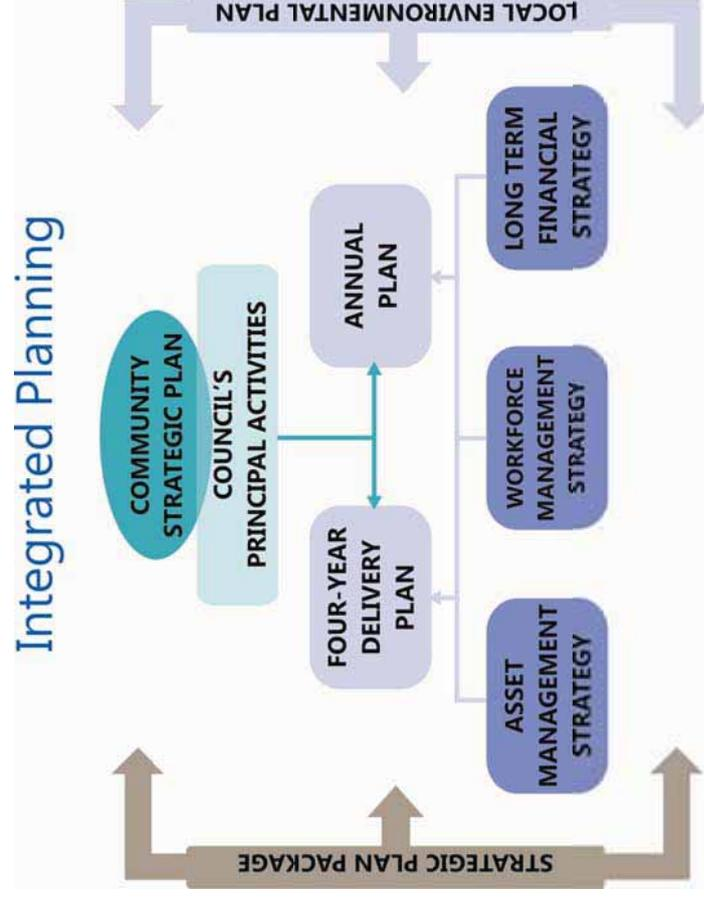 Integrated Planning
COMMUNITY
STRATEGIC PLAN
COUNCIL'S
PRINCIPAL ACTIVITIES
FOUR-YEAR
DELIVERY
PLAN
ANNUAL
PLAN
ASSET
MANAGEMENT
STRATEGY
WORKFORCE
MANAGEMENT
STRATEGY
LONG TERM
FINANCIAL
STRATEGY
STRATEGIC PLAN PACKAGE
LOCAL ENVIRONMENTAL PLAN